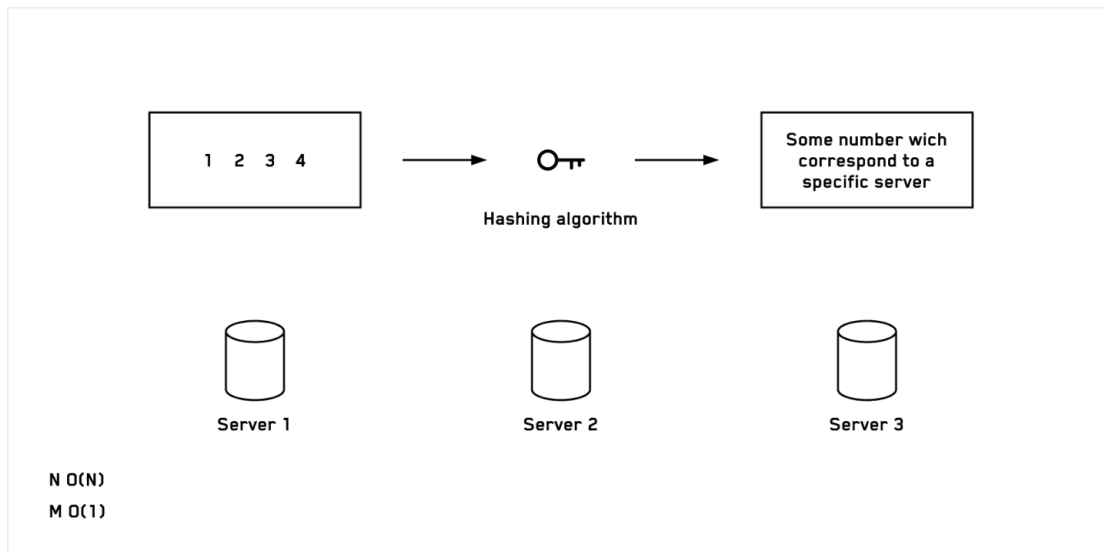 1 2 3 4
Some number wich
correspond to a
specific server
Hashing algorithm
Server 1
Server 2
Server 3
N O(N)
M O(1)